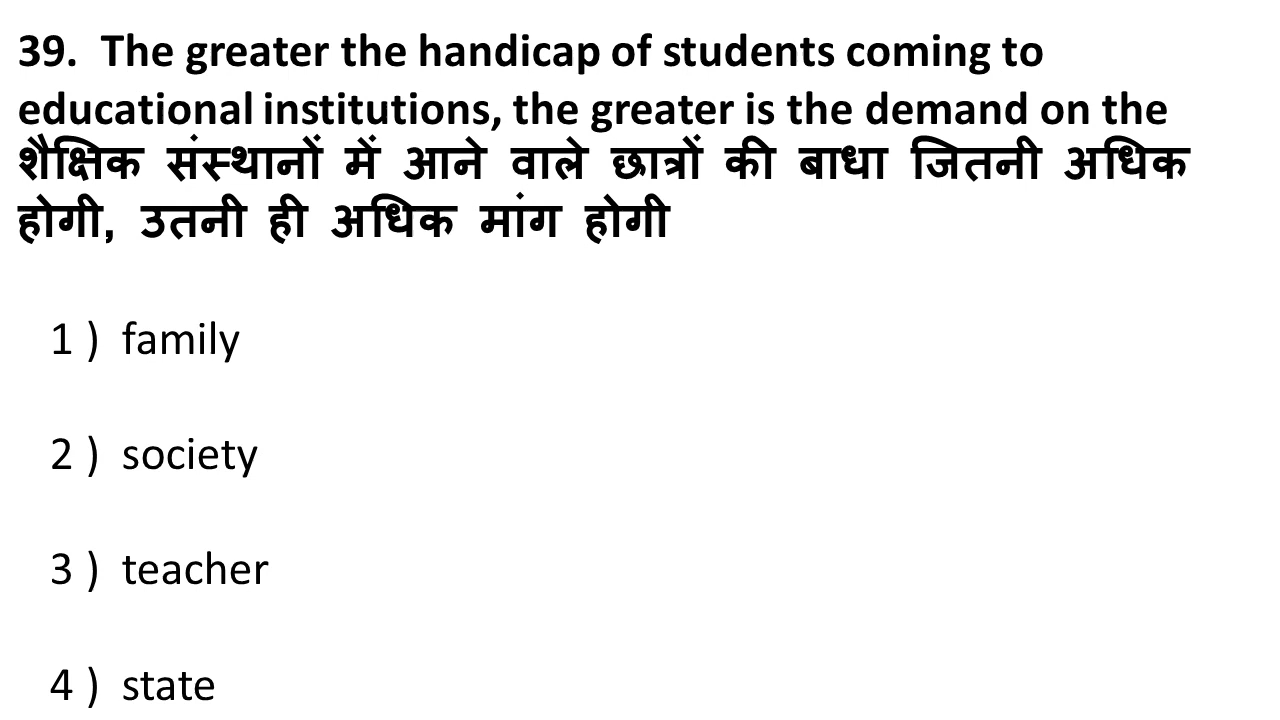 39. The greater the handicap of students coming to
educational institutions, the greater is the demand on the
शैक्षिक संस्थानों में आने वाले छात्रों की बाधा जितनी अधिक
होगी, उतनी ही अधिक मांग होगी
1 ) family
2 ) society
3 ) teacher
4 ) state